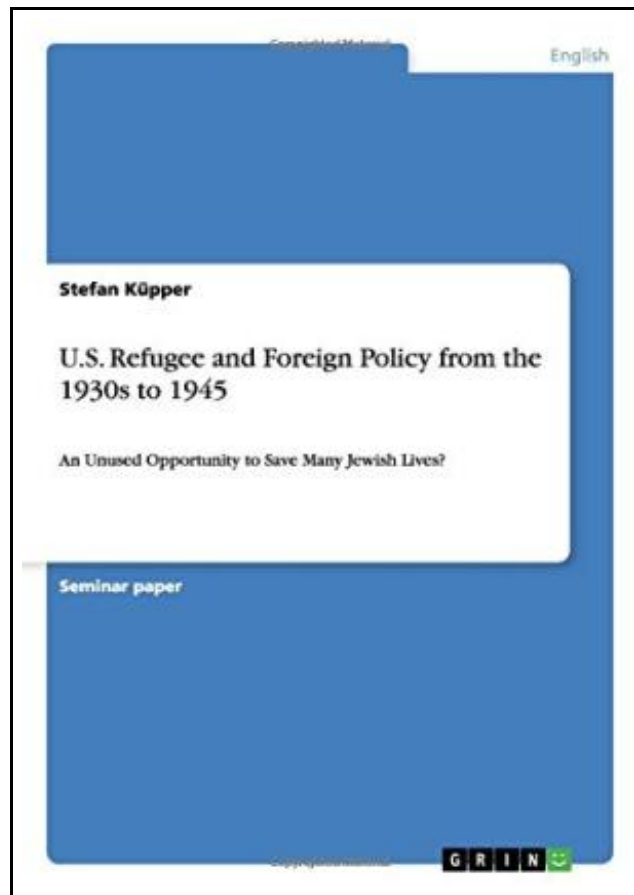 English
Stefan Küpper
U.S. Refugee and Foreign Policy from the
1930s to 1945
An Unused Opportunity to Save Many Jewish Lives?
Seminar paper
GRIN